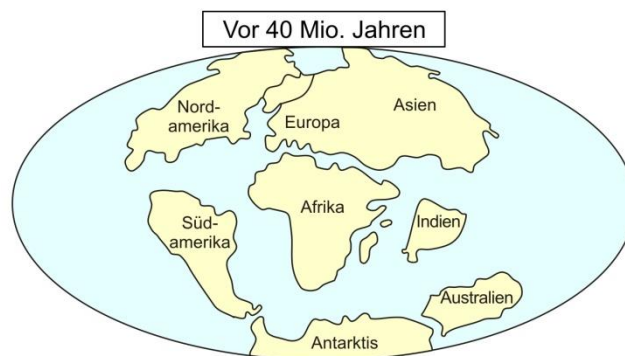 Vor 40 Mio. Jahren
Nord-
amerika
Europa
Asien
Afrika
Süd-
amerika
Indien
Australien
Antarktis